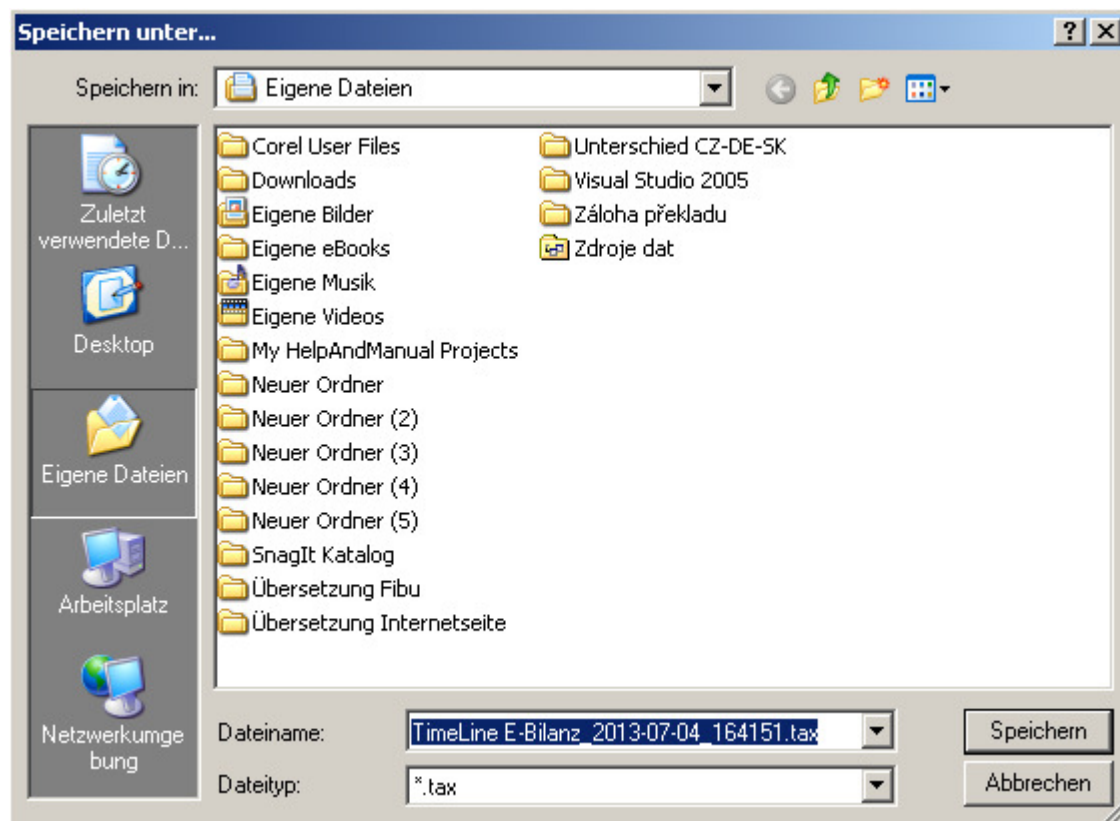 Speichern unter...
Speichern in:
Eigene Dateien
Zuletzt
verwendete D...
Desktop
Eigene Dateien
Arbeitsplatz
Netzwerkumge
bung
Corel User Files
Downloads
Eigene Bilder
Eigene eBooks
Eigene Musik
Eigene Videos
My HelpAndManual Projects
Neuer Ordner
Neuer Ordner (2)
Neuer Ordner (3)
Neuer Ordner (4)
Neuer Ordner (5)
SnagIt Katalog
Übersetzung Fibu
Übersetzung Internetseite
Unterschied CZ-DE-SK
Visual Studio 2005
Záloha překladu
Zdroje dat
Dateiname:
TimeLine E-Bilanz_2013-07-04_164151.tax
Speichern
Dateityp:
*.tax
Abbrechen